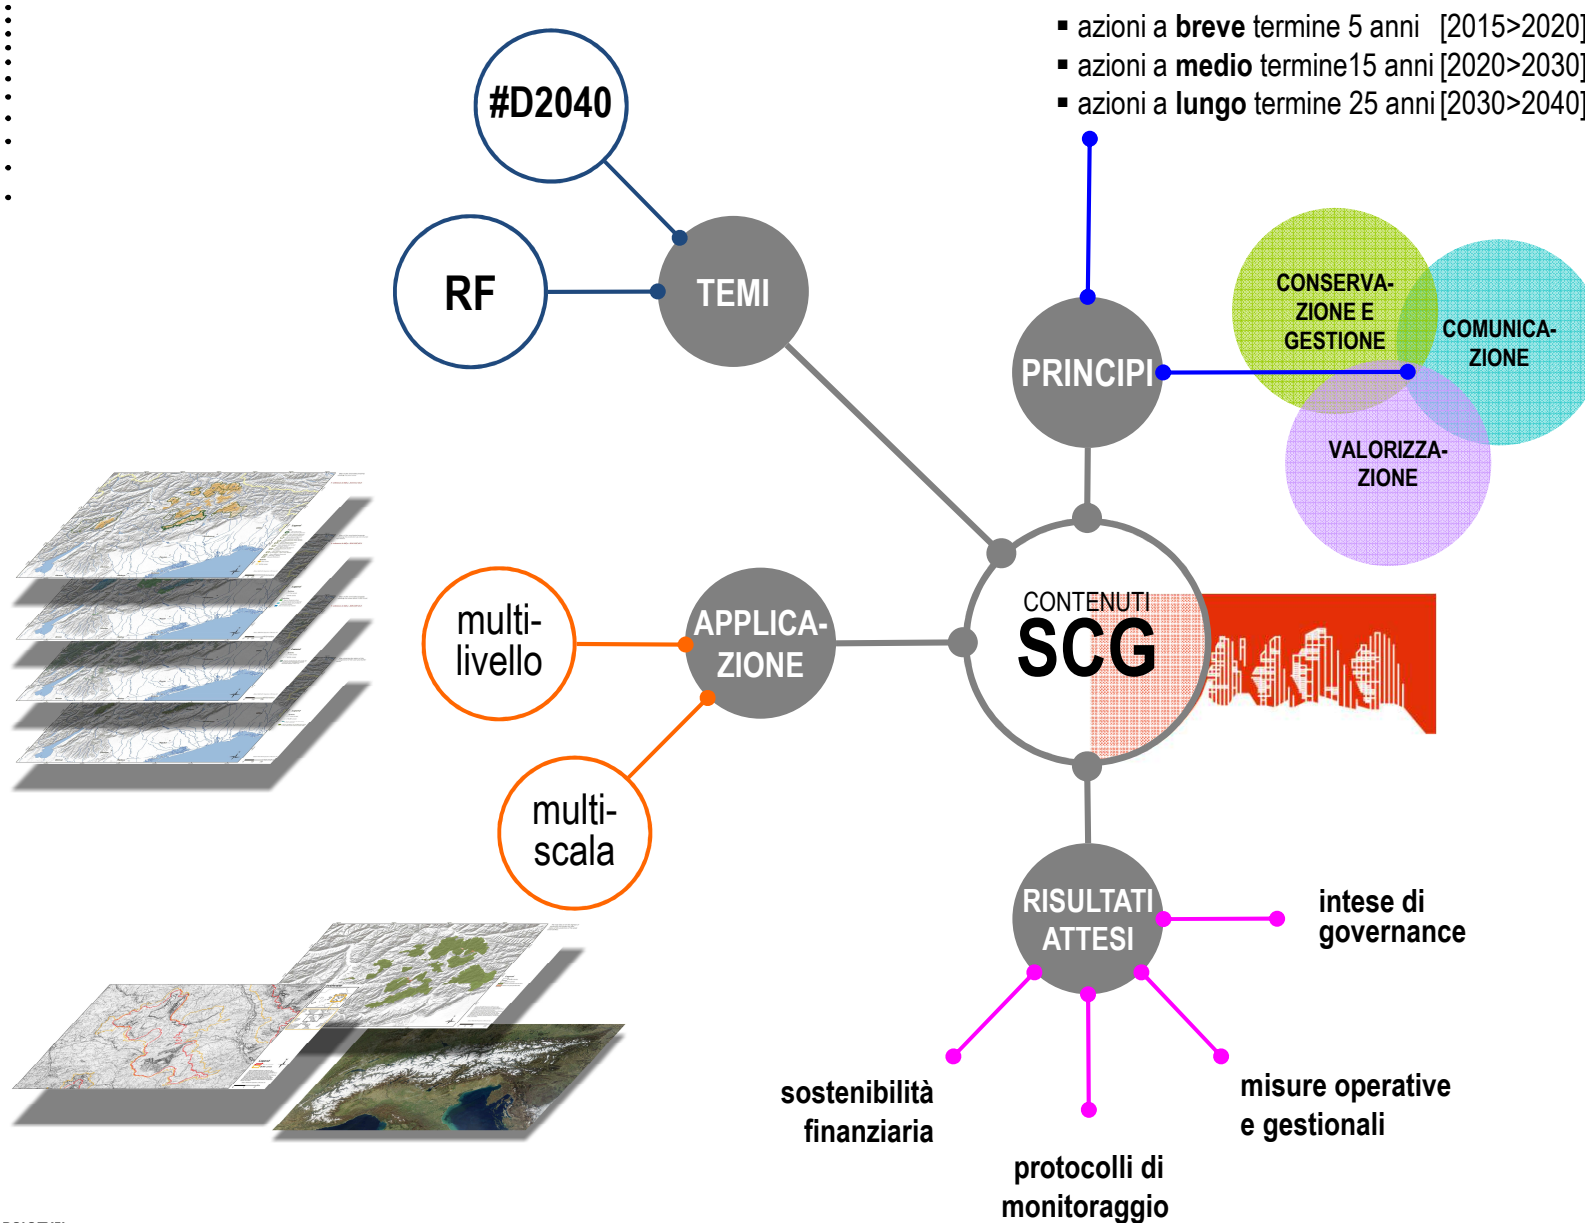 ▪ azioni a breve termine 5 anni [2015>2020]
▪ azioni a medio termine15 anni [2020>2030]
▪ azioni a lungo termine 25 anni [2030>2040]
#D2040
RF
TEMI
PRINCIPI
CONSERVA-
ZIONE E
GESTIONE
COMUNICA-
ZIONE
VALORIZZA-
ZIONE
multi-
livello
APPLICA-
ZIONE
CONTENUTI
SCG
multi-
scala
RISULTATI
ATTESI
intese di
governance
sostenibilità
finanziaria
misure operative
e gestionali
protocolli di
monitoraggio